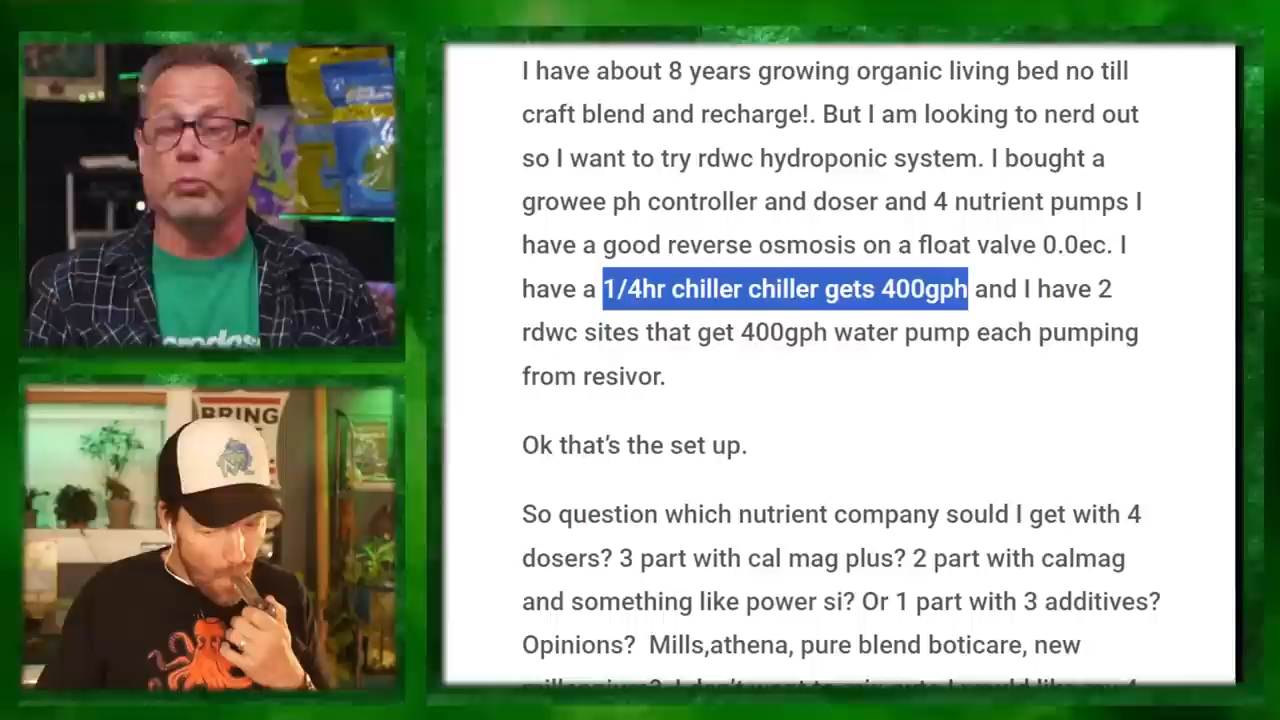 I have about 8 years growing organic living bed no till
craft blend and recharge!. But I am looking to nerd out
so I want to try rdwc hydroponic system. I bought a
growee ph controller and doser and 4 nutrient pumps I
have a good reverse osmosis on a float valve 0.0ec. I
have a 1/4hr chiller chiller gets 400gph and I have 2
rdwc sites that get 400gph water pump each pumping
from resivor.
Ok that's the set up.
So question which nutrient company sould I get with 4
dosers? 3 part with cal mag plus? 2 part with calmag
and something like power si? Or 1 part with 3 additives?
Opinions?  Mills,athena, pure blend boticare, new
BRING